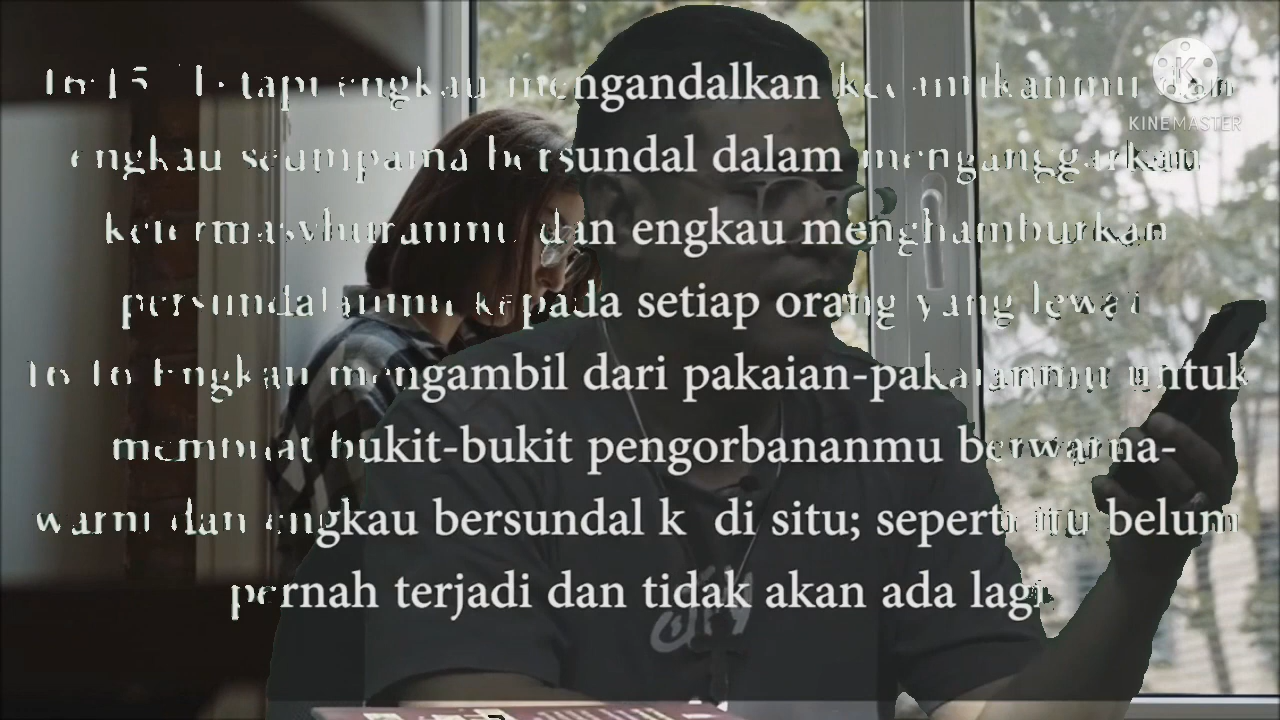 16:15 "Tetapi engkau mengandalkan kecantikanmu dan
engkau seumpama bersundal dalam menganggarkan
ketermasyhuranmu dan engkau menghamburkan
persundalanmu kepada setiap orang yang lewat
16:16 Engkau mengambil dari pakaian-pakaianmu untuk
membuat bukit-bukit pengorbananmu berwarna-
warni dan engkau bersundal di situ; seperti itu belum
pernah terjadi dan tidak akan ada lagi.
KINEMASTER